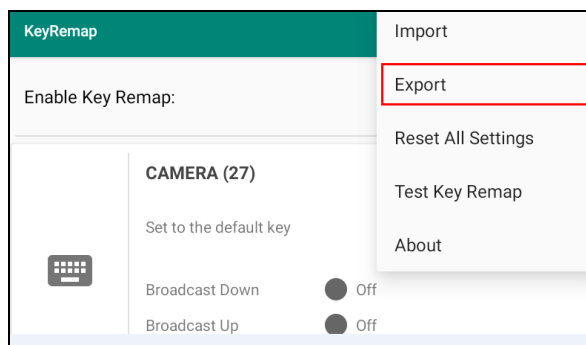 KeyRemap
Enable Key Remap:
CAMERA (27)
Set to the default key
Broadcast Down
Off
Broadcast Up
Off
Import
Export
Reset All Settings
Test Key Remap
About